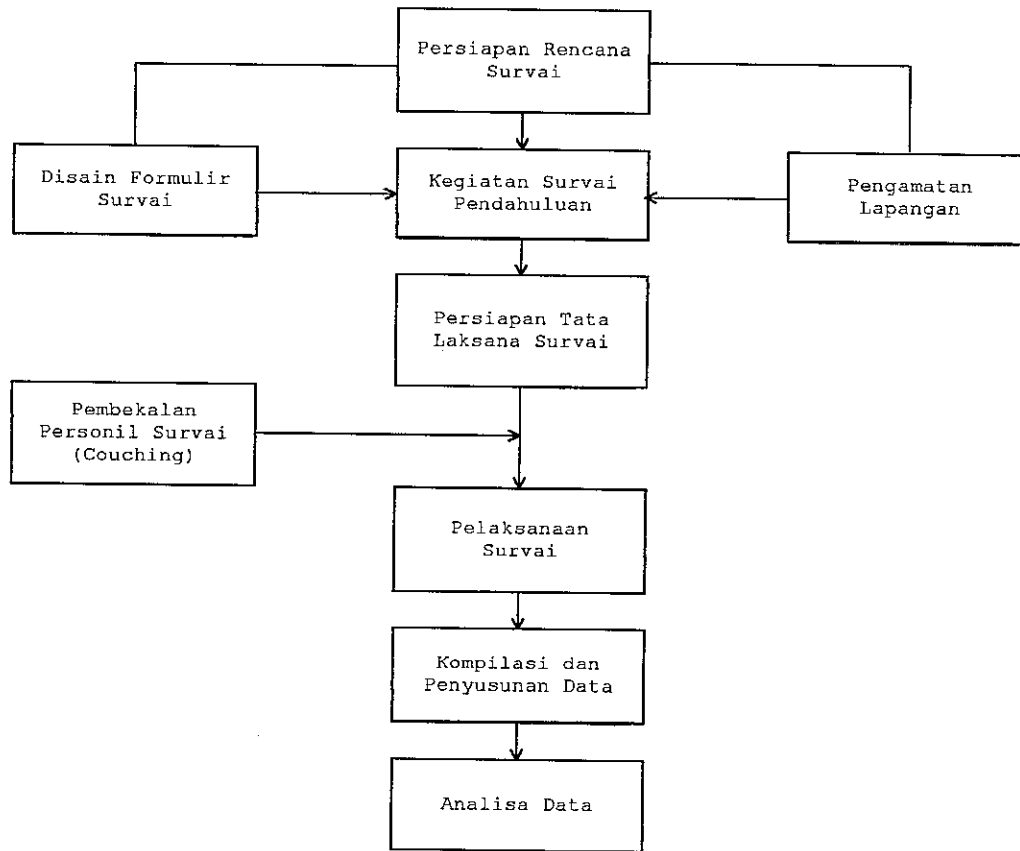 Persiapan Rencana
Survai
Disain Formulir
Survai
Kegiatan Survai
Pendahuluan
Pengamatan
Lapangan
Persiapan Tata
Laksana Survai
Pembekalan
Personil Survai
(Couching)
Pelaksanaan
Survai
Kompilasi dan
Penyusunan Data
Analisa Data